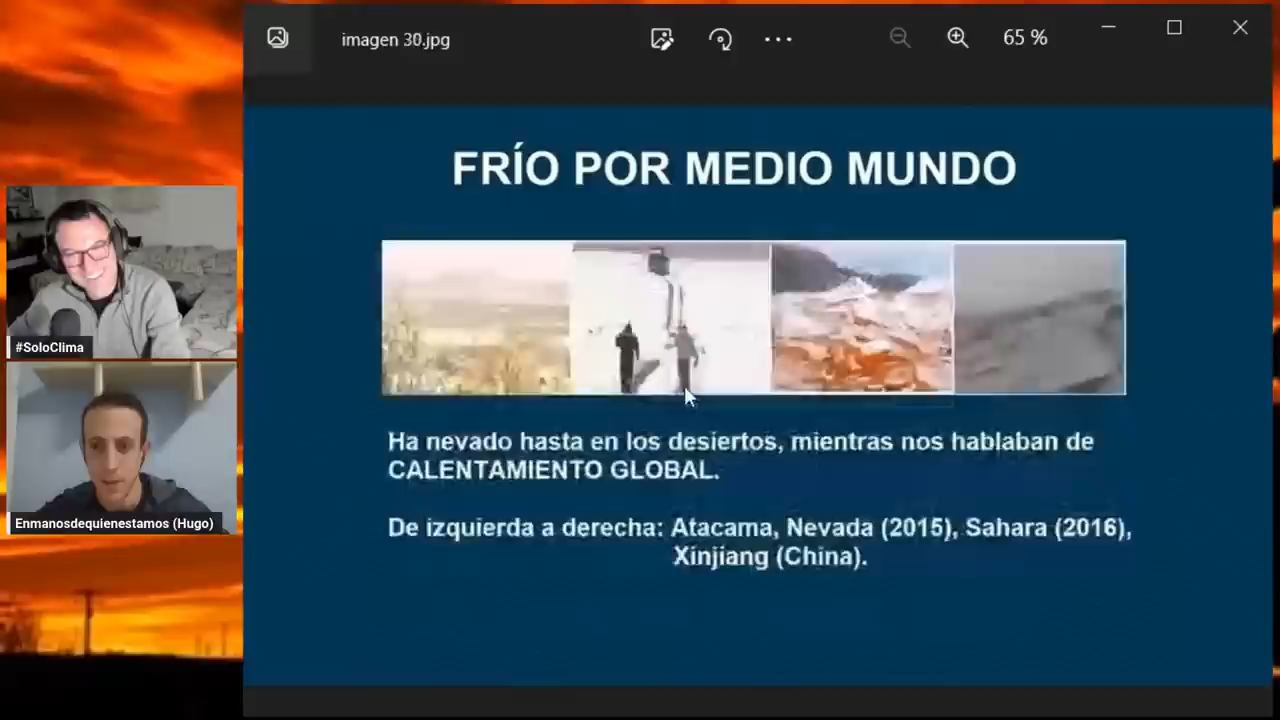 imagen 30.jpg
65 %
FRÍO POR MEDIO MUNDO
#SoloClima
Ha nevado hasta en los desiertos, mientras nos hablaban de
CALENTAMIENTO GLOBAL.
Enmanosdequienestamos (Hugo)
De izquierda a derecha: Atacama, Nevada (2015), Sahara (2016),
Xinjiang (China).